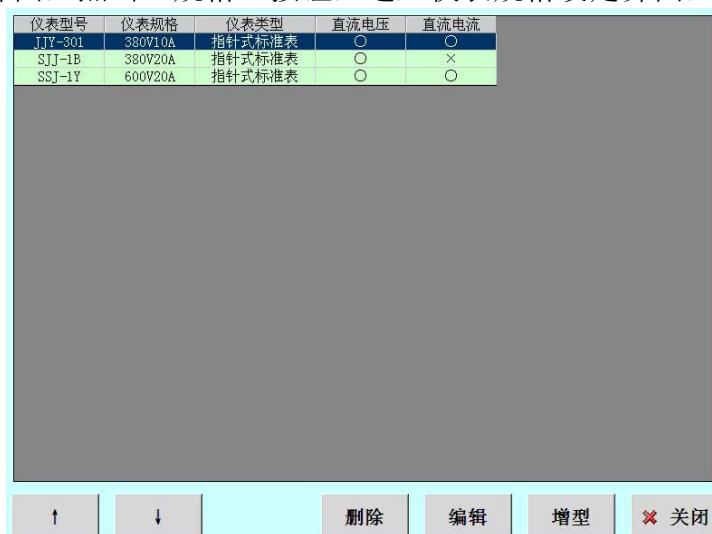 仪表型号 仪表规格 仪表类型 直流电压 直流电流
JJY-301 380V10A 指针式标准表 ○ ○
SJJ-1B 380V20A 指针式标准表 ○ ×
SSJ-1Y 600V20A 指针式标准表 ○ ○
↑ ↓ 删除 编辑 增型 关闭